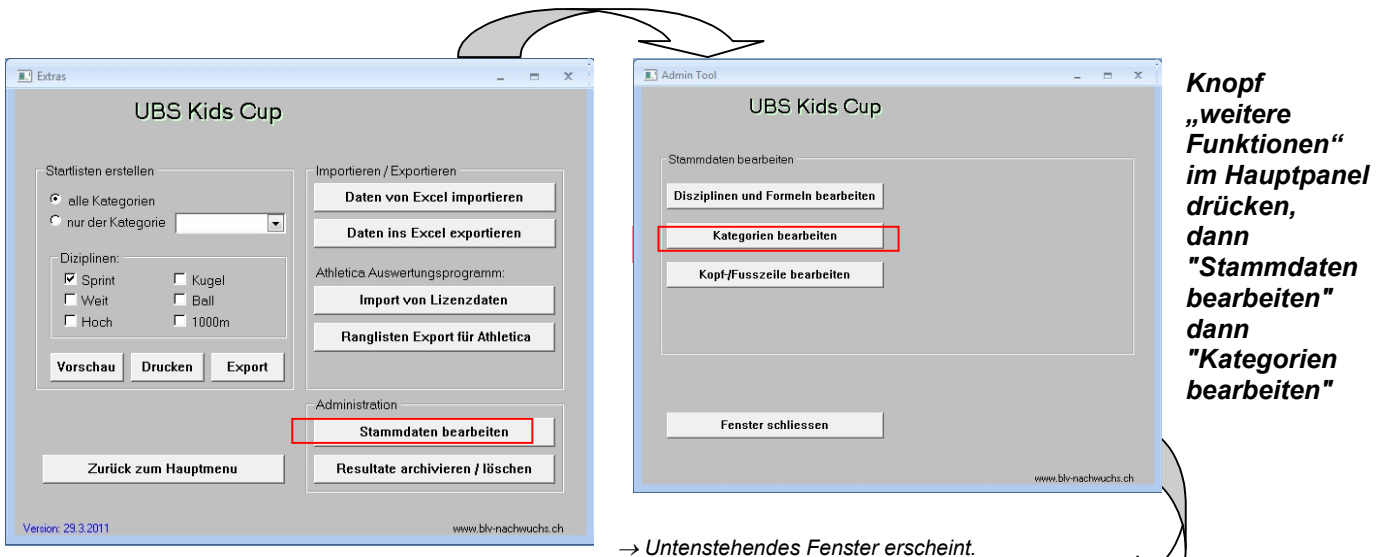 Extras
UBS Kids Cup
Startlisten erstellen
alle Kategorien
nur der Kategorie
Diziplinen:
Sprint
Kugel
Weit
Ball
Hoch
1000m
Vorschau
Drucken
Export
Importieren / Exportieren
Daten von Excel importieren
Daten ins Excel exportieren
Athletica Auswertungsprogramm:
Import von Lizenzdaten
Ranglisten Export für Athletica
Administration
Stammdaten bearbeiten
Resultate archivieren / löschen
Zurück zum Hauptmenu
Version: 29.3.2011
www.blv-nachwuchs.ch
Admin Tool
UBS Kids Cup
Stammdaten bearbeiten
Disziplinen und Formeln bearbeiten
Kategorien bearbeiten
Kopf-/Fusszeile bearbeiten
Fenster schliessen
www.blv-nachwuchs.ch
Knopf
„weitere
Funktionen“
im Hauptpanel
drücken,
dann
"Stammdaten
bearbeiten"
dann
"Kategorien
bearbeiten"
→ Untenstehendes Fenster erscheint.